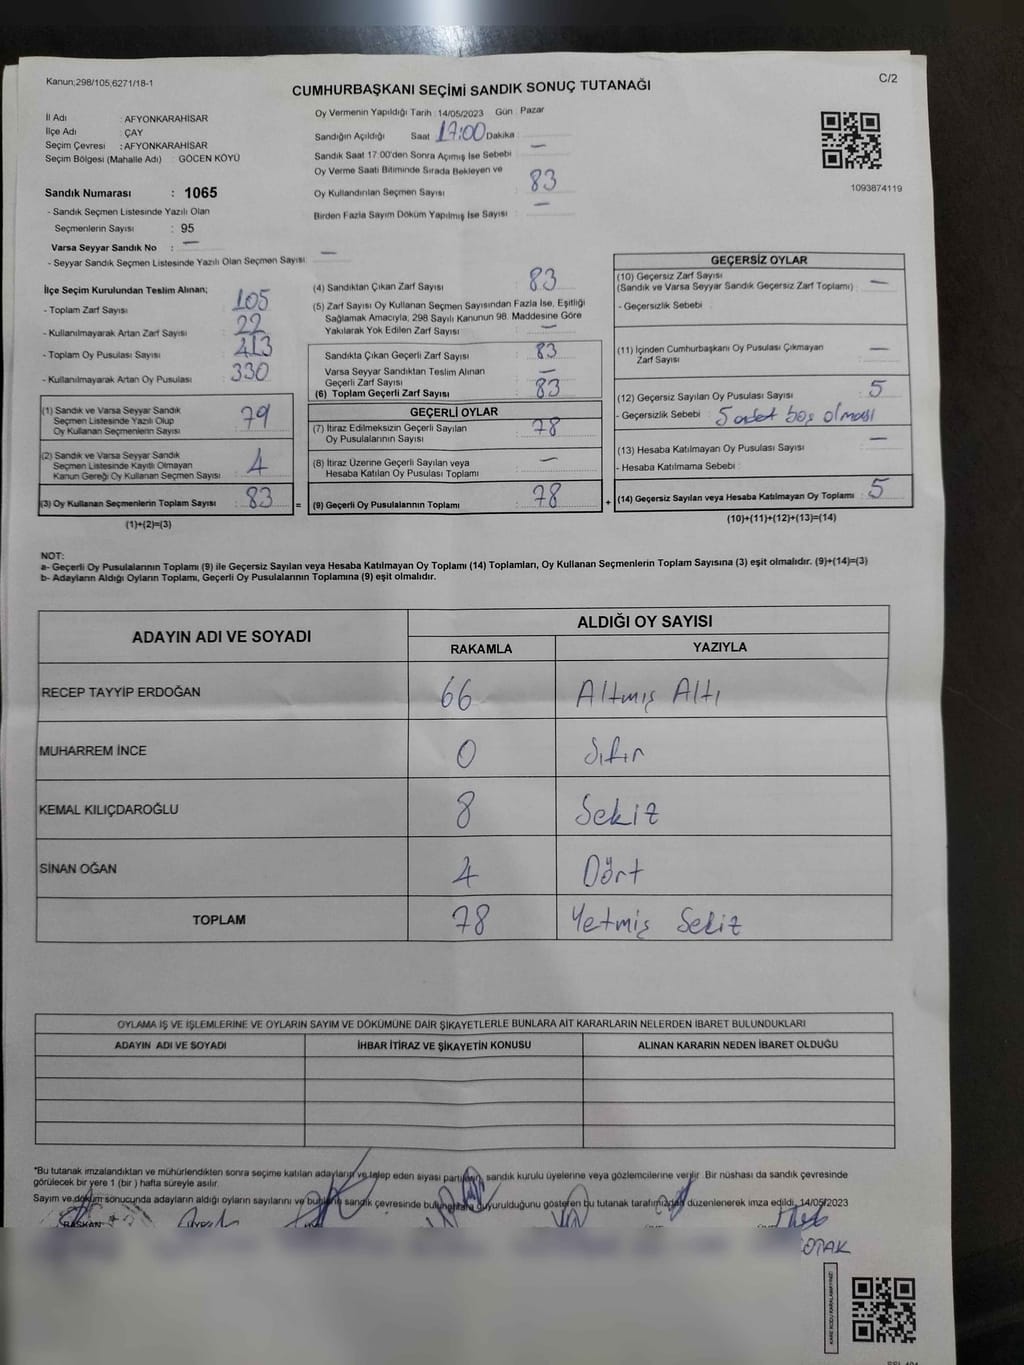 Kanun;298/105,6271/18-1
C/2
CUMHURBAŞKANI SEÇİMİ SANDIK SONUÇ TUTANAĞI
İl Adı : AFYONKARAHİSAR
İlçe Adı : ÇAY
Seçim Çevresi : AFYONKARAHİSAR
Seçim Bölgesi (Mahalle Adı) : GÖCEN KÖYÜ
Sandık Numarası : 1065
- Sandık Seçmen Listesinde Yazılı Olan
Seçmenlerin Sayısı : 95
Varsa Seyyar Sandık No : —
- Seyyar Sandık Seçmen Listesinde Yazılı Olan Seçmen Sayısı : —
Oy Vermenin Yapıldığı Tarih : 14/05/2023 Gün : Pazar
Sandığın Açıldığı Saat 17:00 Dakika :
Sandık Saat 17:00'den Sonra Açımış İse Sebebi : —
Oy Verme Saati Bitiminde Sırada Bekleyen ve
Oy Kullandırılan Seçmen Sayısı : 83
Birden Fazla Sayım Döküm Yapılmış İse Sayısı : —
1093874119
İlçe Seçim Kurulundan Teslim Alınan;
- Toplam Zarf Sayısı : 105
- Kullanılmayarak Artan Zarf Sayısı : 22
- Toplam Oy Pusulası Sayısı : 413
- Kullanılmayarak Artan Oy Pusulası : 330
(1) Sandık ve Varsa Seyyar Sandık
Seçmen Listesinde Yazılı Olup
Oy Kullanan Seçmenlerin Sayısı : 79
(2) Sandık ve Varsa Seyyar Sandık
Seçmen Listesinde Kayıtlı Olmayan
Kanun Gereği Oy Kullanan Seçmen Sayısı : 4
(3) Oy Kullanan Seçmenlerin Toplam Sayısı : 83 =
(1)+(2)=(3)
(4) Sandıktan Çıkan Zarf Sayısı : 83
(5) Zarf Sayısı Oy Kullanan Seçmen Sayısından Fazla İse, Eşitliği
Sağlamak Amacıyla, 298 Sayılı Kanunun 98. Maddesine Göre
Yakılarak Yok Edilen Zarf Sayısı : —
Sandıkta Çıkan Geçerli Zarf Sayısı : 83
Varsa Seyyar Sandıktan Teslim Alınan
Geçerli Zarf Sayısı : —
(6) Toplam Geçerli Zarf Sayısı : 83
GEÇERLİ OYLAR
(7) İtiraz Edilmeksizin Geçerli Sayılan
Oy Pusulalarının Sayısı : 78
(8) İtiraz Üzerine Geçerli Sayılan veya
Hesaba Katılan Oy Pusulası Toplamı : —
(9) Geçerli Oy Pusulalarının Toplamı : 78 +
GEÇERSİZ OYLAR
(10) Geçersiz Zarf Sayısı
(Sandık ve Varsa Seyyar Sandık Geçersiz Zarf Toplamı) : —
- Geçersizlik Sebebi :
(11) İçinden Cumhurbaşkanı Oy Pusulası Çıkmayan
Zarf Sayısı : —
(12) Geçersiz Sayılan Oy Pusulası Sayısı : 5
- Geçersizlik Sebebi : 5 adet boş olması
(13) Hesaba Katılmayan Oy Pusulası Sayısı : —
- Hesaba Katılmama Sebebi :
(14) Geçersiz Sayılan veya Hesaba Katılmayan Oy Toplamı : 5
(10)+(11)+(12)+(13)=(14)
NOT:
a- Geçerli Oy Pusulalarının Toplamı (9) ile Geçersiz Sayılan veya Hesaba Katılmayan Oy Toplamı (14) Toplamları, Oy Kullanan Seçmenlerin Toplam Sayısına (3) eşit olmalıdır. (9)+(14)=(3)
b- Adayların Aldığı Oyların Toplamı, Geçerli Oy Pusulalarının Toplamına (9) eşit olmalıdır.
ADAYIN ADI VE SOYADI ALDIĞI OY SAYISI
RAKAMLA YAZIYLA
RECEP TAYYİP ERDOĞAN 66 Altmış Altı
MUHARREM İNCE 0 Sıfır
KEMAL KILIÇDAROĞLU 8 Sekiz
SİNAN OĞAN 4 Dört
TOPLAM 78 Yetmiş Sekiz
OYLAMA İŞ VE İŞLEMLERİNE VE OYLARIN SAYIM VE DÖKÜMÜNE DAİR ŞİKAYETLERLE BUNLARA AİT KARARLARIN NELERDEN İBARET BULUNDUKLARI
ADAYIN ADI VE SOYADI İHBAR İTİRAZ VE ŞİKAYETİN KONUSU ALINAN KARARIN NEDEN İBARET OLDUĞU
*Bu tutanak imzalandıktan ve mühürlendikten sonra seçime katılan adayların ve talep eden siyasi partilerin, sandık kurulu üyelerine veya gözlemcilerine verilir. Bir nüshası da sandık çevresinde
görülecek bir yere 1 (bir) hafta süreyle asılır.
Sayım ve döküm sonucunda adayların aldığı oyların sayılarını ve bunların sandık çevresinde bulunanlara duyurulduğunu gösteren bu tutanak tarafımızdan düzenlenerek imza edildi. 14/05/2023
BAŞKAN
KARE KODU KARALAMAYINIZ!